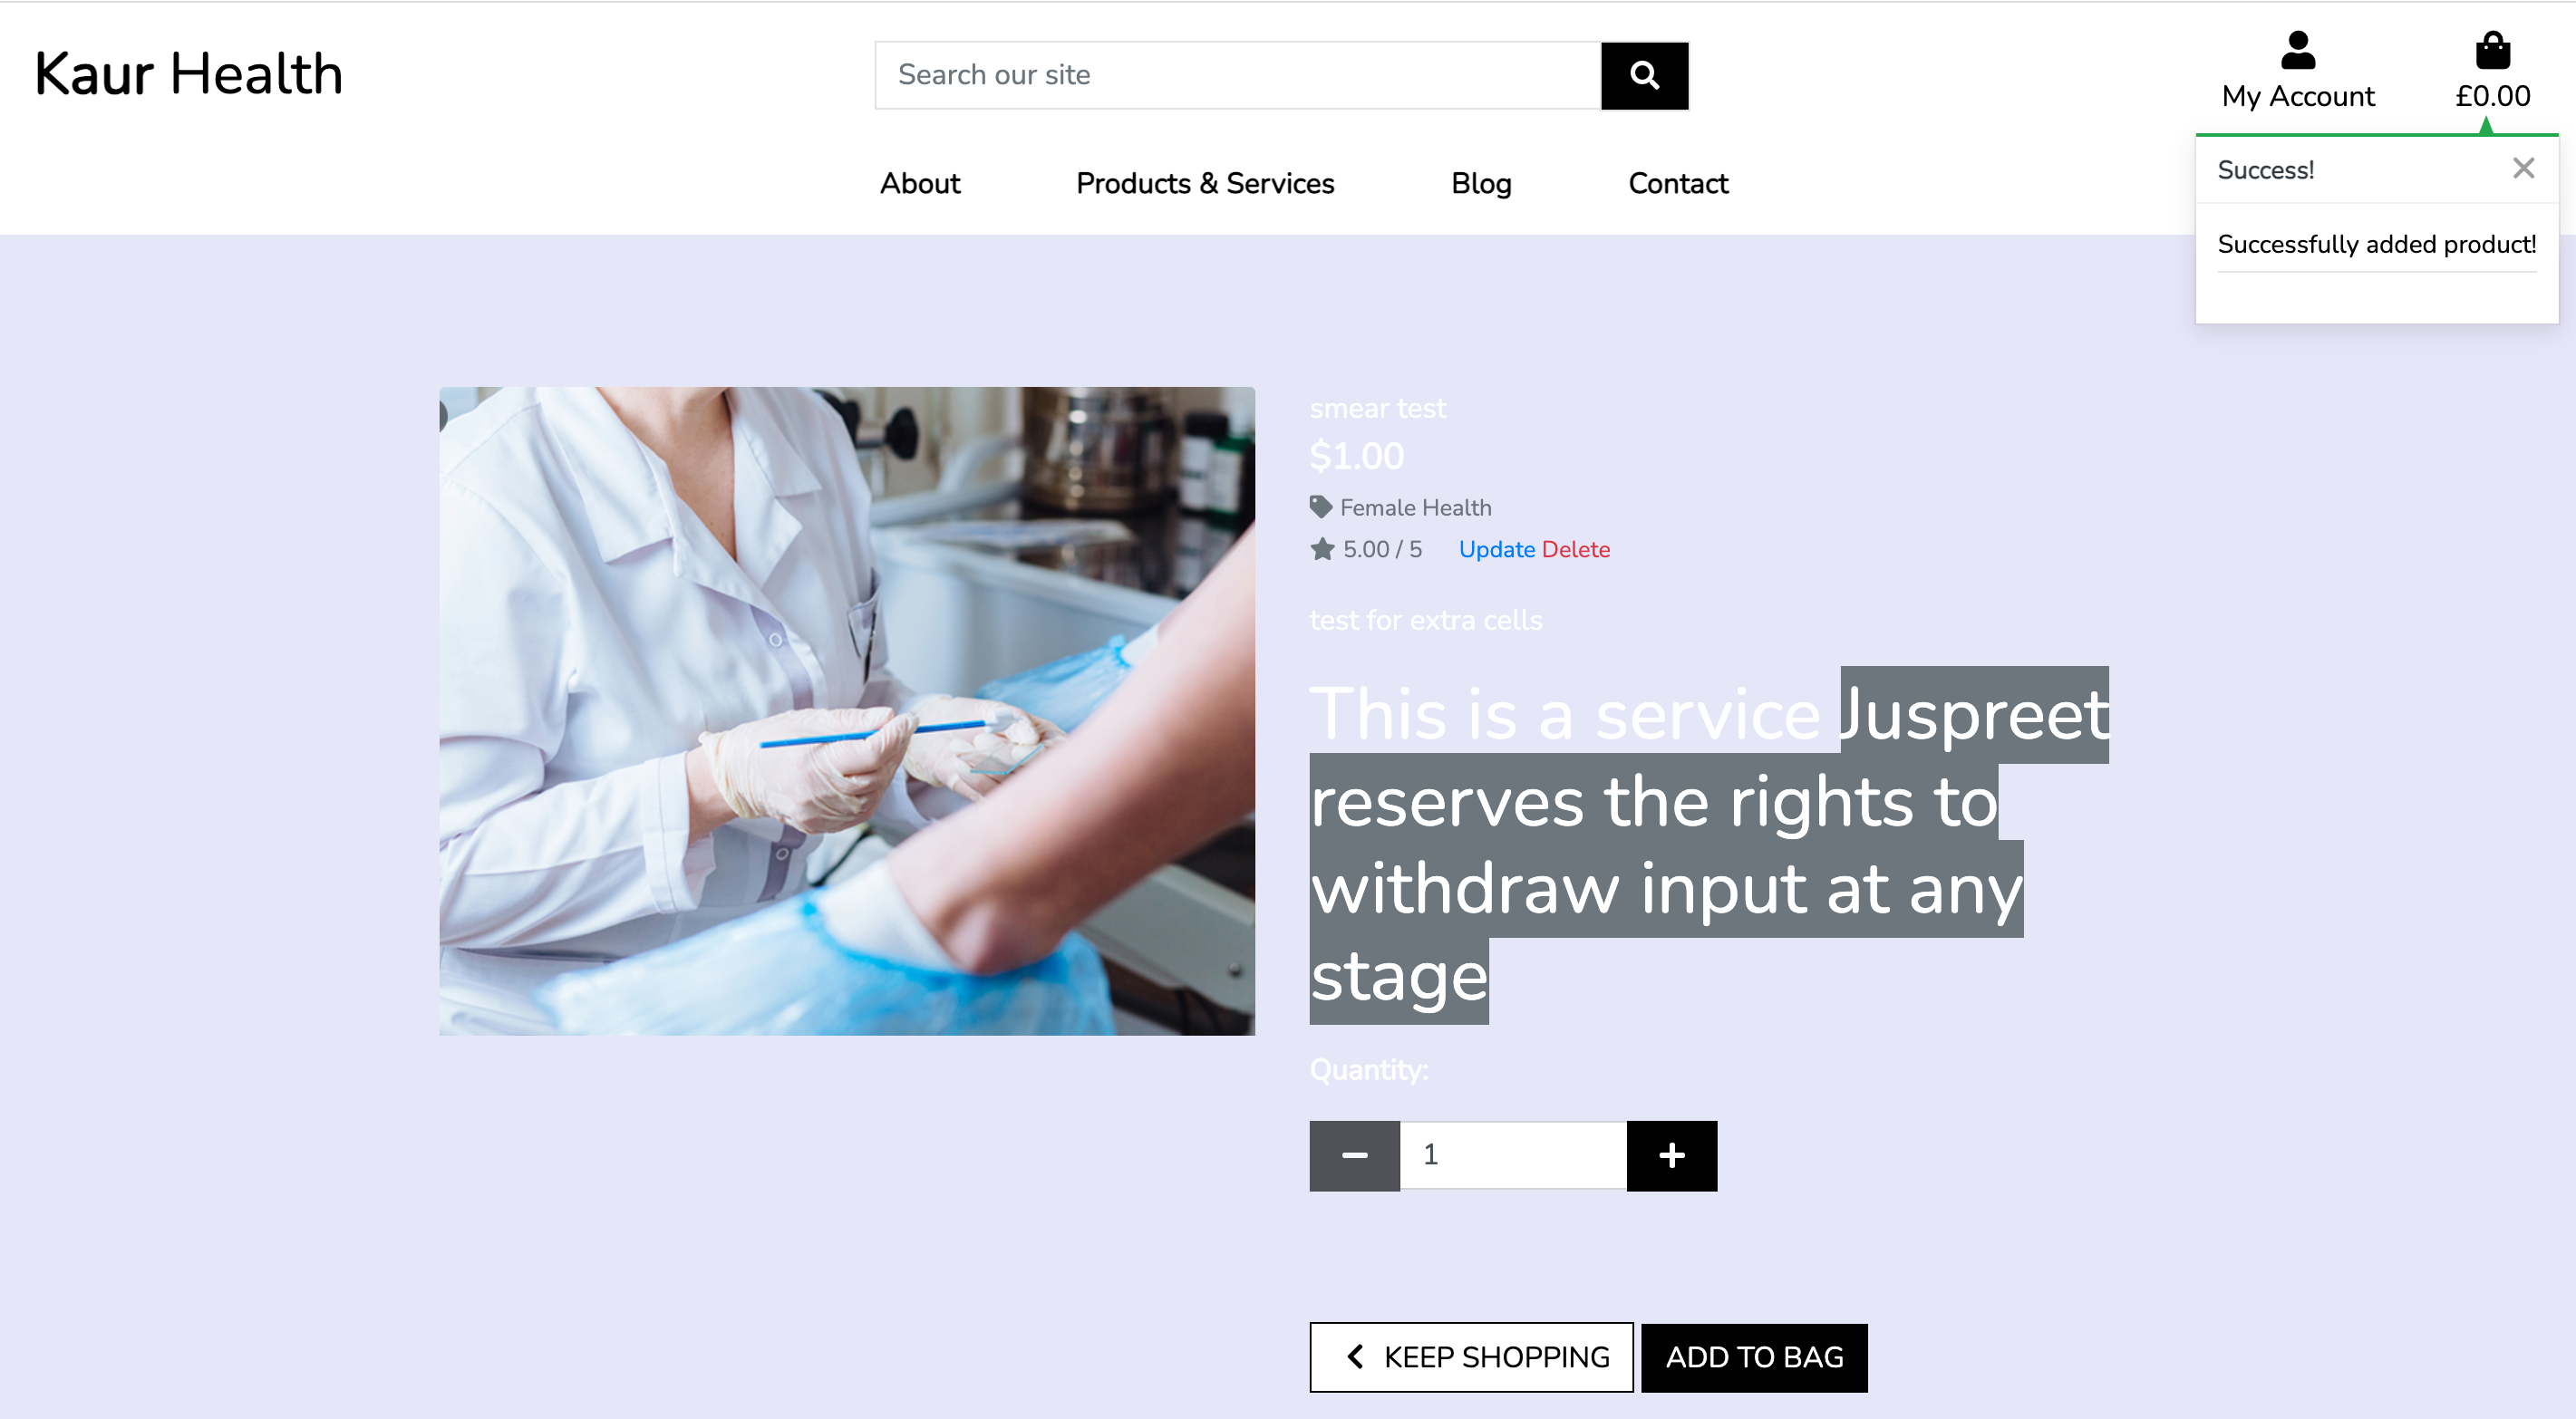 Kaur Health
Search our site
My Account
£0.00
About
Products & Services
Blog
Contact
Success!
Successfully added product!
smear test
$1.00
Female Health
5.00 / 5 Update Delete
test for extra cells
This is a service Juspreet
reserves the rights to
withdraw input at any
stage
Quantity:
1
KEEP SHOPPING
ADD TO BAG